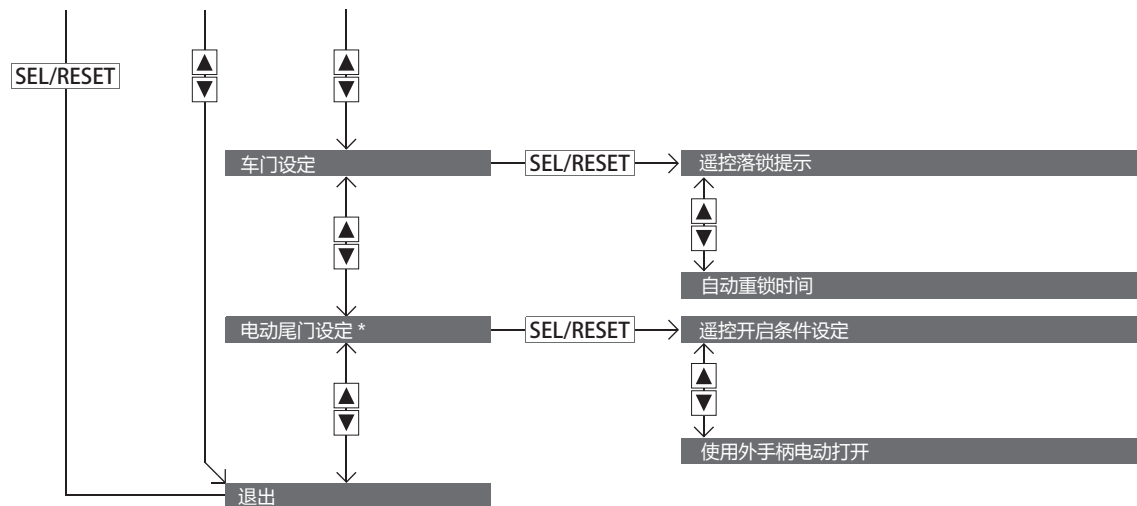 SEL/RESET
▲ ▲
▼ ▼
车门设定 SEL/RESET 遥控落锁提示
▲ ▲
▼ ▼
自动重锁时间
电动尾门设定 * SEL/RESET 遥控开启条件设定
▲ ▲
▼ ▼
使用外手柄电动打开
退出